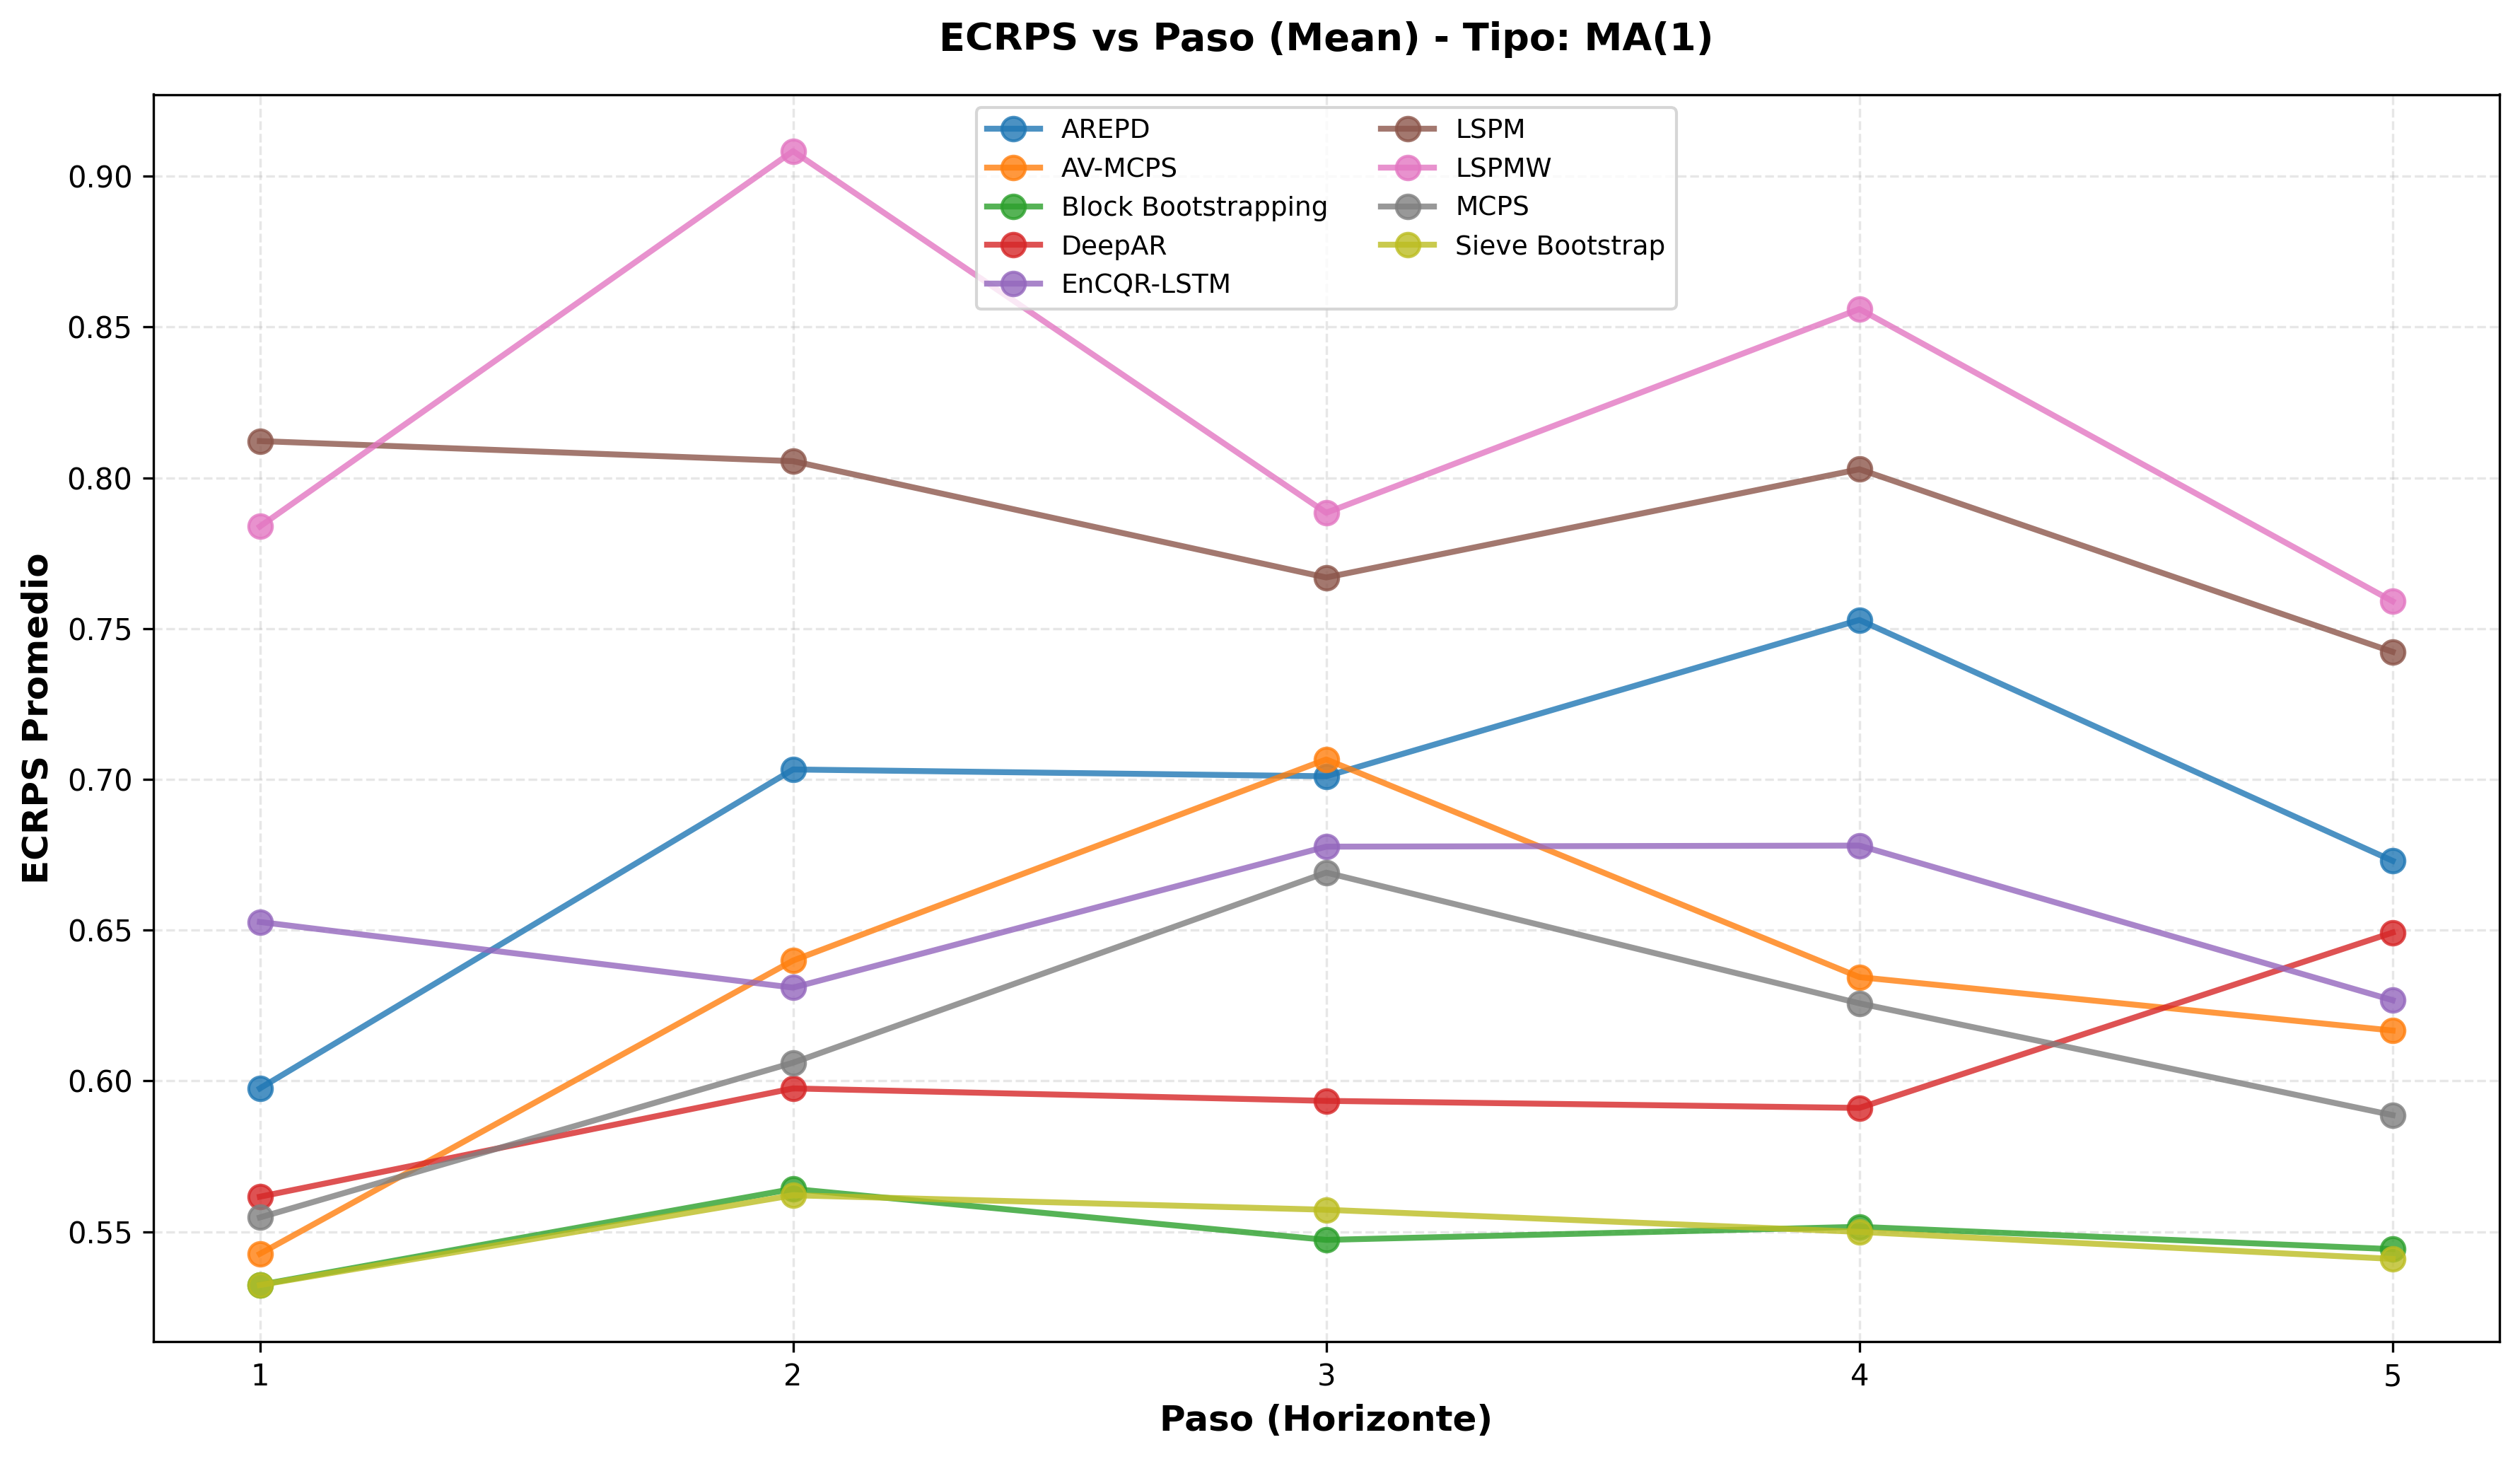 ECRPS vs Paso (Mean) - Tipo: MA(1)
AREPD
AV-MCPS
Block Bootstrapping
DeepAR
EnCQR-LSTM
LSPM
LSPMW
MCPS
Sieve Bootstrap
ECRPS Promedio
0.90
0.85
0.80
0.75
0.70
0.65
0.60
0.55
1 2 3 4 5
Paso (Horizonte)